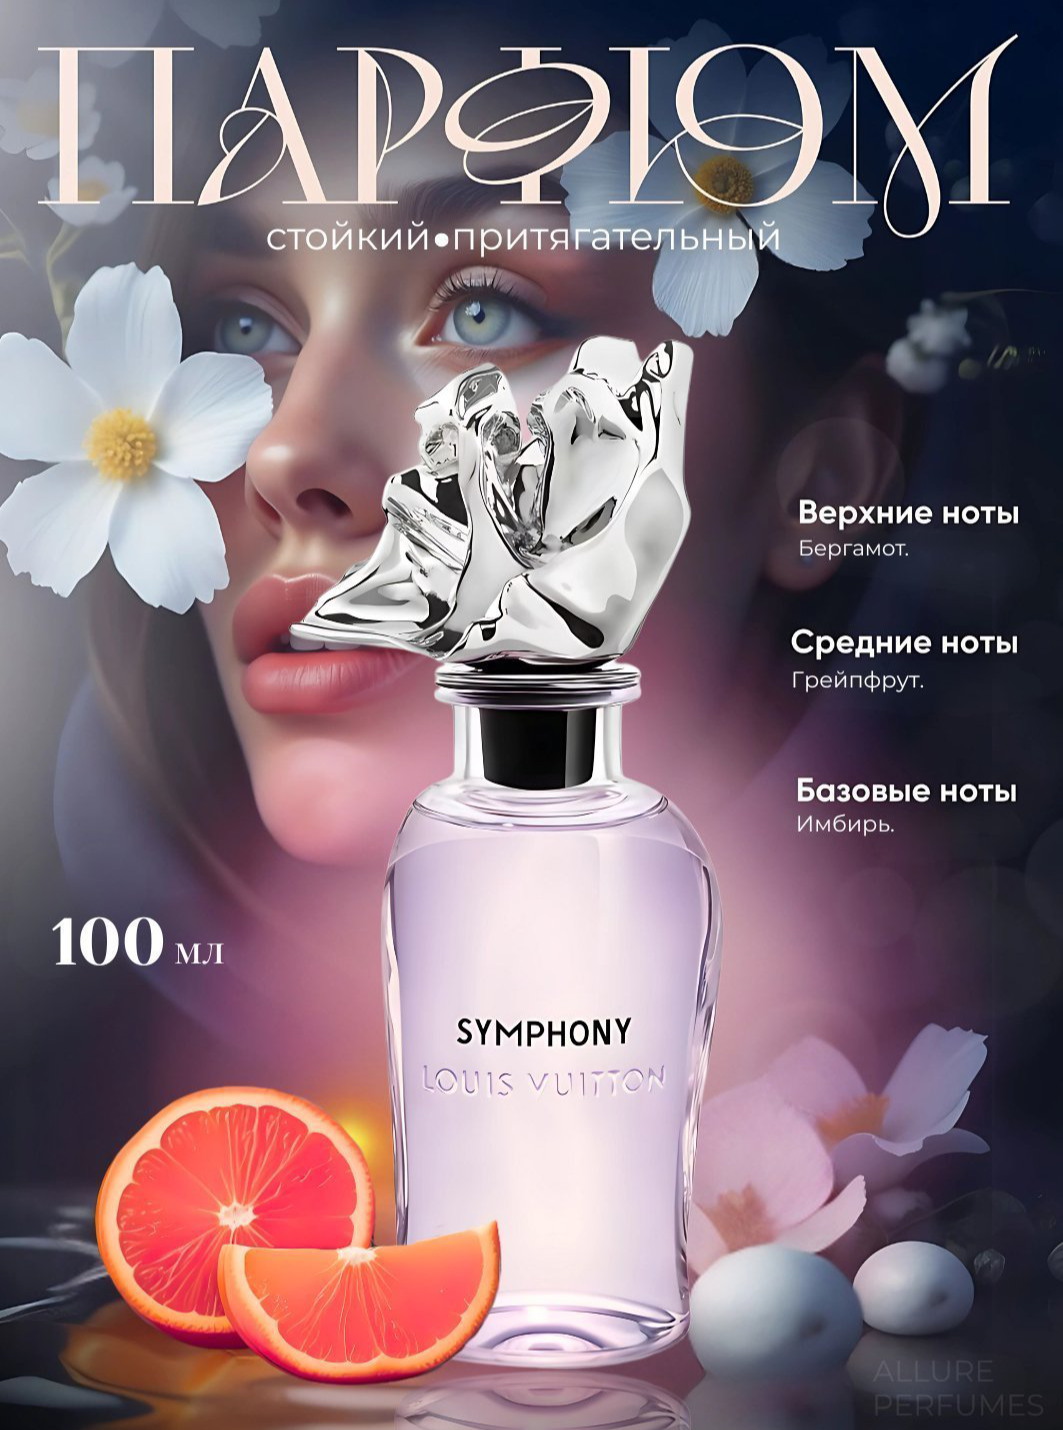 ПАРФЮМ
стойкий•притягательный
Верхние ноты
Бергамот.
Средние ноты
Грейпфрут.
Базовые ноты
Имбирь.
100 мл
SYMPHONY
LOUIS VUITTON
ALLURE
PERFUMES